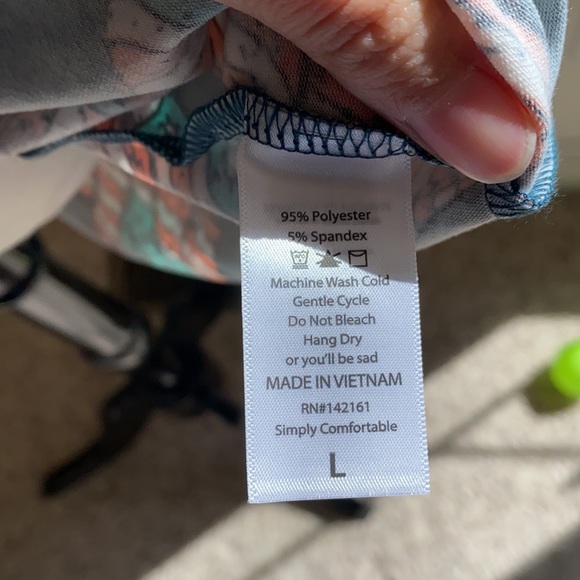 95% Polyester
5% Spandex
Machine Wash Cold
Gentle Cycle
Do Not Bleach
Hang Dry
or you'll be sad
MADE IN VIETNAM
RN#142161
Simply Comfortable
L